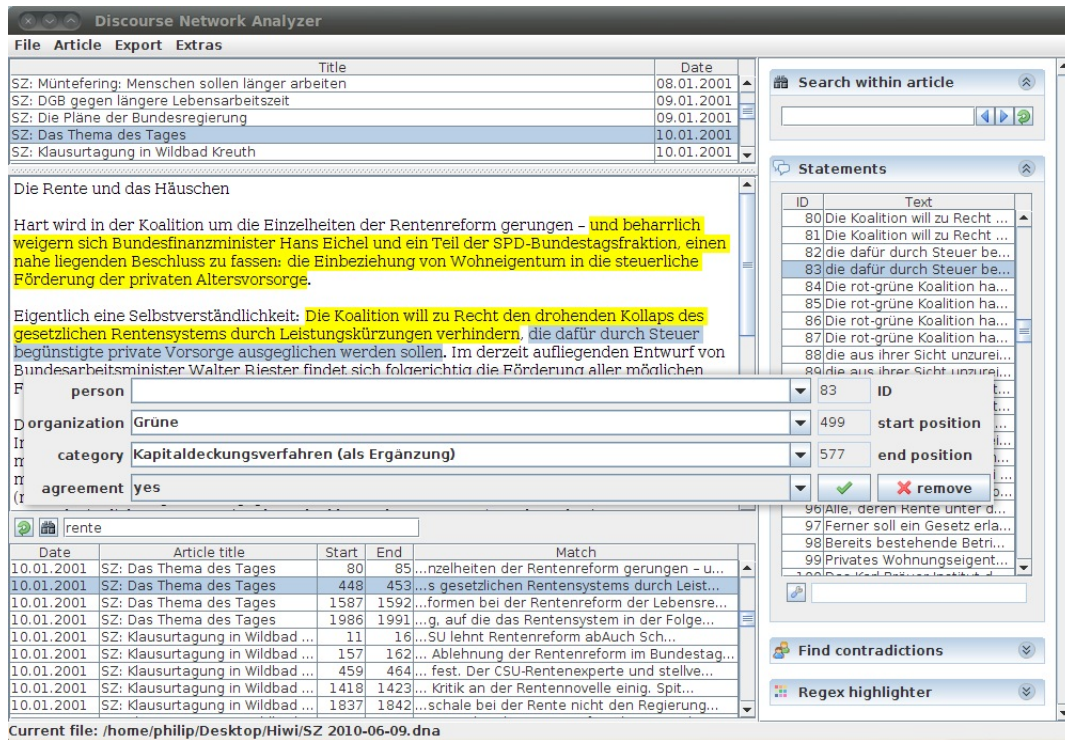 Discourse Network Analyzer
File Article Export Extras
Title Date
SZ: Müntefering: Menschen sollen länger arbeiten 08.01.2001
SZ: DGB gegen längere Lebensarbeitszeit 09.01.2001
SZ: Die Pläne der Bundesregierung 09.01.2001
SZ: Das Thema des Tages 10.01.2001
SZ: Klausurtagung in Wildbad Kreuth 10.01.2001
Die Rente und das Häuschen
Hart wird in der Koalition um die Einzelheiten der Rentenreform gerungen – und beharrlich
weigern sich Bundesfinanzminister Hans Eichel und ein Teil der SPD-Bundestagsfraktion, einen
nahe liegenden Beschluss zu fassen: die Einbeziehung von Wohneigentum in die steuerliche
Förderung der privaten Altersvorsorge.
Eigentlich eine Selbstverständlichkeit: Die Koalition will zu Recht den drohenden Kollaps des
gesetzlichen Rentensystems durch Leistungskürzungen verhindern, die dafür durch Steuer
begünstigte private Vorsorge ausgeglichen werden sollen. Im derzeit aufliegenden Entwurf von
Bundesarbeitsminister Walter Riester findet sich folgerichtig die Förderung aller möglichen
person 83 ID
organization Grüne 499 start position
category Kapitaldeckungsverfahren (als Ergänzung) 577 end position
agreement yes remove
rente
Date Article title Start End Match
10.01.2001 SZ: Das Thema des Tages 80 85 ...nzelheiten der Rentenreform gerungen – u...
10.01.2001 SZ: Das Thema des Tages 448 453 ...s gesetzlichen Rentensystems durch Leist...
10.01.2001 SZ: Das Thema des Tages 1587 1592 ...formen bei der Rentenreform der Lebensre...
10.01.2001 SZ: Das Thema des Tages 1986 1991 ...g, auf die das Rentensystem in der Folge...
10.01.2001 SZ: Klausurtagung in Wildbad ... 11 16 ...SU lehnt Rentenreform abAuch Sch...
10.01.2001 SZ: Klausurtagung in Wildbad ... 157 162 ... Ablehnung der Rentenreform im Bundestag...
10.01.2001 SZ: Klausurtagung in Wildbad ... 459 464 ... fest. Der CSU-Rentenexperte und stellve...
10.01.2001 SZ: Klausurtagung in Wildbad ... 1418 1423 ... Kritik an der Rentennovelle einig. Spit...
10.01.2001 SZ: Klausurtagung in Wildbad ... 1837 1842 ...schale bei der Rente nicht den Regierung...
Search within article
Statements
ID Text
80 Die Koalition will zu Recht ...
81 Die Koalition will zu Recht ...
82 die dafür durch Steuer be...
83 die dafür durch Steuer be...
84 Die rot-grüne Koalition ha...
85 Die rot-grüne Koalition ha...
86 Die rot-grüne Koalition ha...
87 Die rot-grüne Koalition ha...
88 die aus ihrer Sicht unzurei...
89 die aus ihrer Sicht unzurei...
96 Alle, deren Rente unter d...
97 Ferner soll ein Gesetz erla...
98 Bereits bestehende Betri...
99 Privates Wohnungseigent...
Find contradictions
Regex highlighter
Current file: /home/philip/Desktop/Hiwi/SZ 2010-06-09.dna